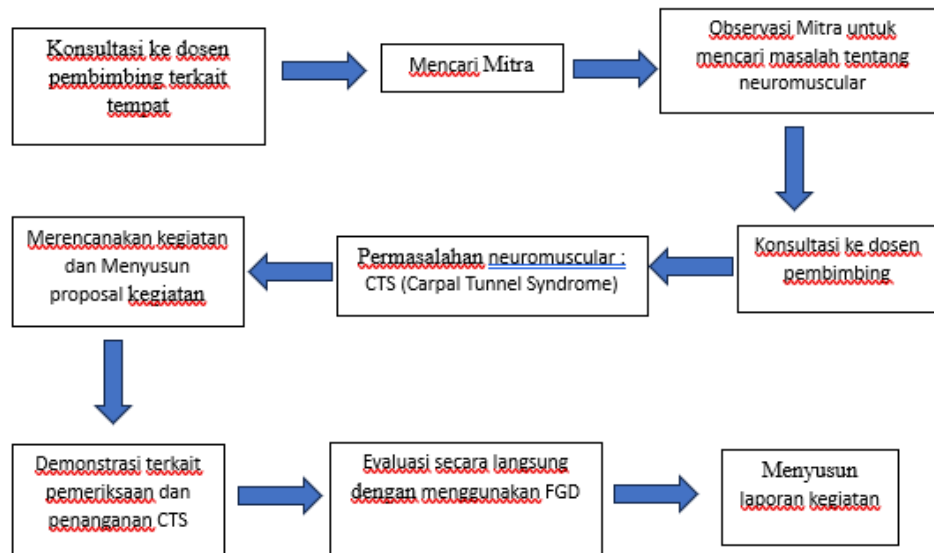 Konsultasi ke dosen
pembimbing terkait
tempat
Mencari Mitra
Observasi Mitra untuk
mencari masalah tentang
neuromuscular
Konsultasi ke dosen
pembimbing
Permasalahan neuromuscular :
CTS (Carpal Tunnel Syndrome)
Merencanakan kegiatan
dan Menyusun
proposal kegiatan
Demonstrasi terkait
pemeriksaan dan
penanganan CTS
Evaluasi secara langsung
dengan menggunakan FGD
Menyusun
laporan kegiatan